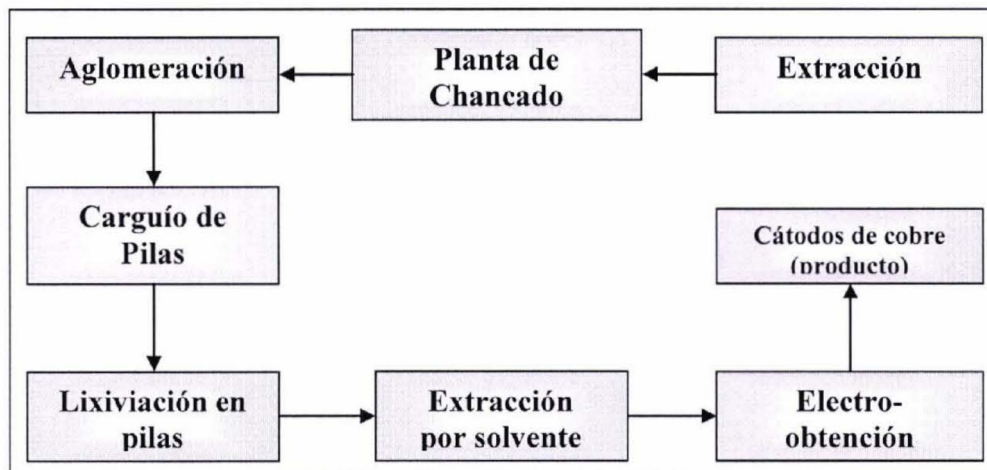 Aglomeración
Planta de
Chancado
Extracción
Carguío de
Pilas
Cátodos de cobre
(producto)
Lixiviación en
pilas
Extracción
por solvente
Electro-
obtención